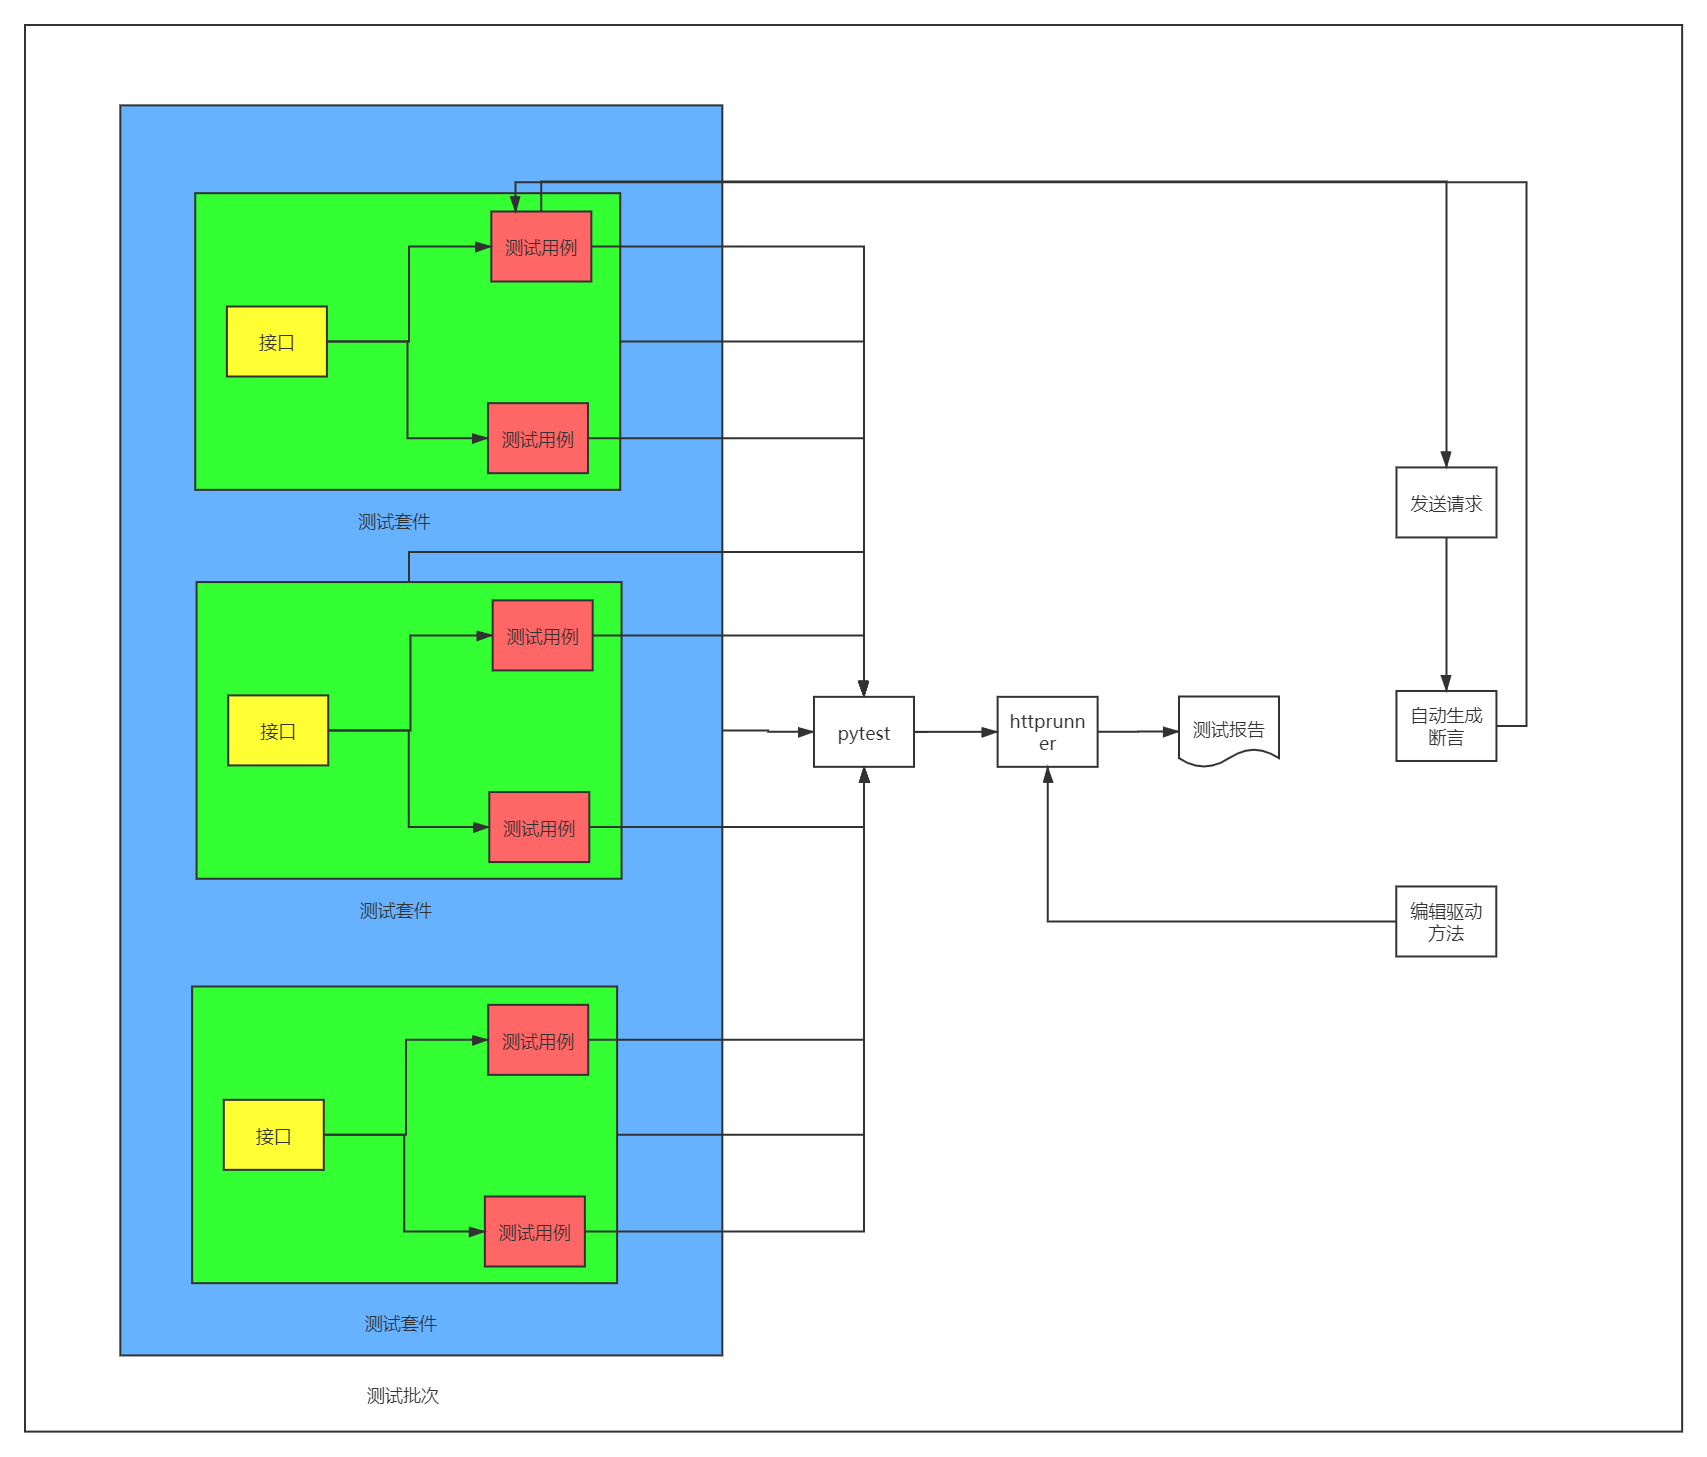 测试用例
接口
测试用例
测试套件
测试用例
接口
测试用例
测试套件
测试用例
接口
测试用例
测试套件
测试批次
pytest
httprunn
er
测试报告
发送请求
自动生成
断言
编辑驱动
方法